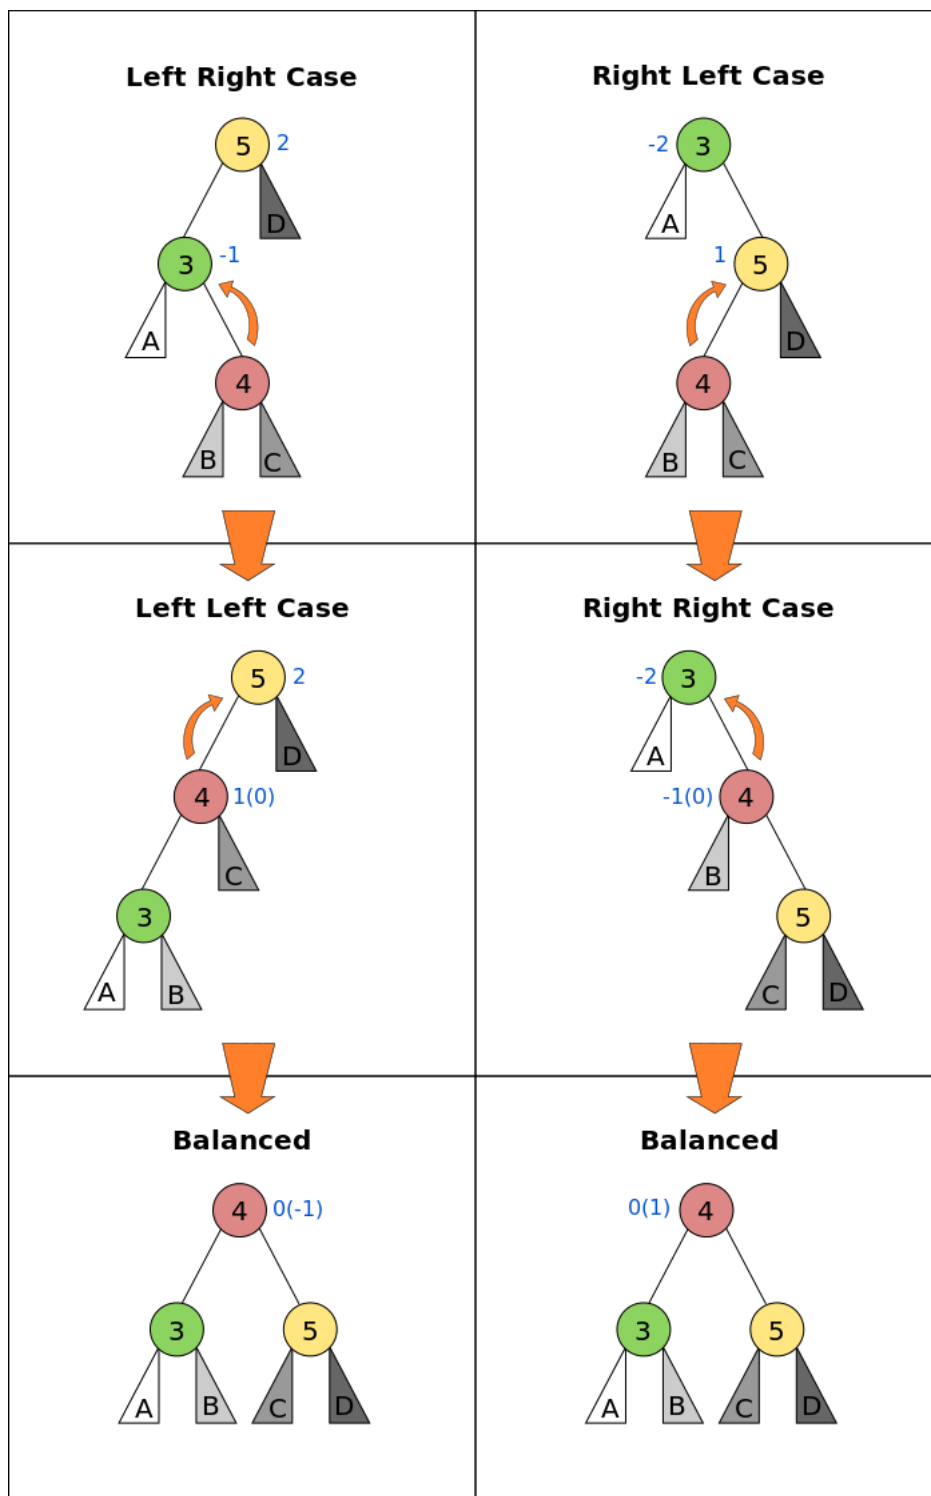 Left Right Case
5 2
D
3 -1
A
4
B C
Right Left Case
-2 3
A
1 5
D
4
B C
Left Left Case
5 2
D
4 1(0)
C
3
A B
Right Right Case
-2 3
A
-1(0) 4
B
5
C D
Balanced
4 0(-1)
3 5
A B C D
Balanced
0(1) 4
3 5
A B C D